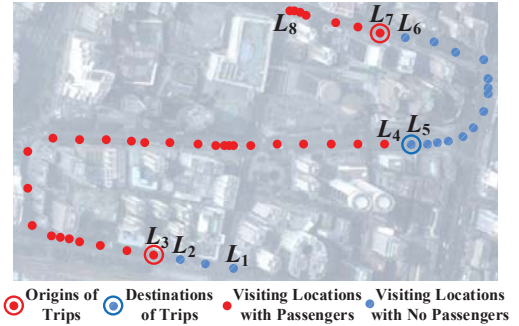 L8
L7 L6
L4 L5
L3 L2 L1
Origins of Trips
Destinations of Trips
Visiting Locations with Passengers
Visiting Locations with No Passengers